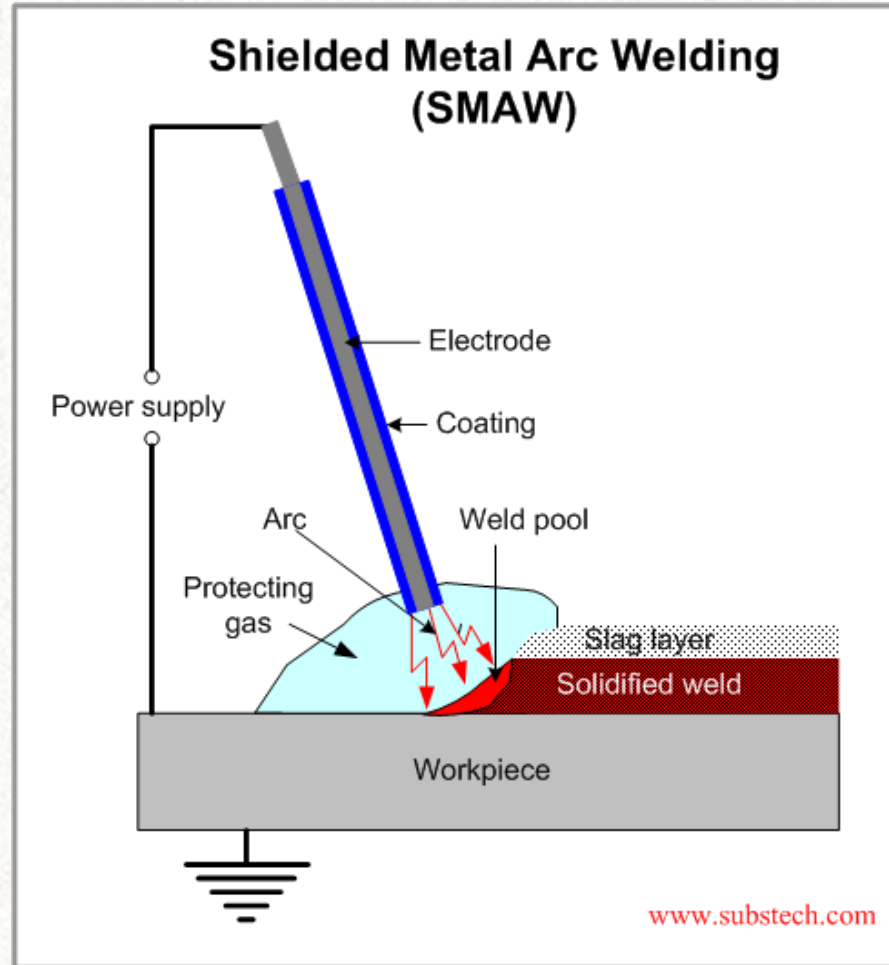 Shielded Metal Arc Welding
(SMAW)
Electrode
Power supply
Coating
Arc
Weld pool
Protecting
gas
Slag layer
Solidified weld
Workpiece
www.substech.com